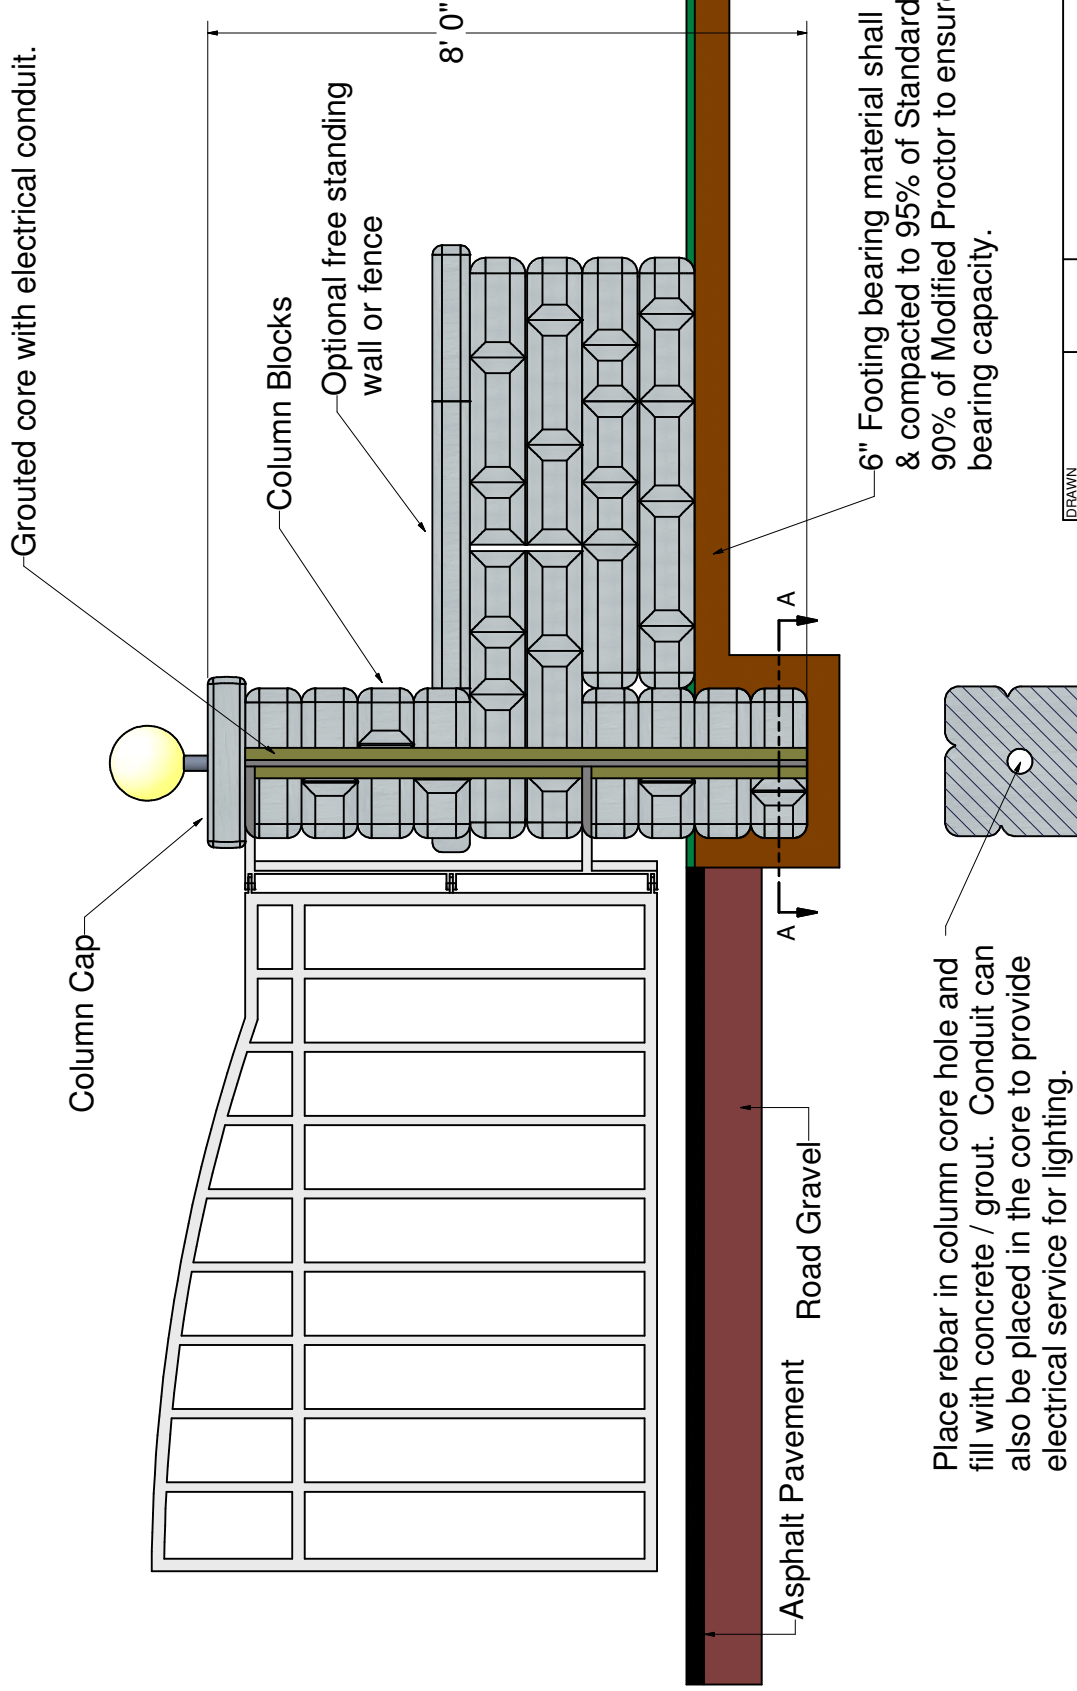 Grouted core with electrical conduit.
8' 0"
Optional free standing
wall or fence
Column Blocks
Column Cap
6" Footing bearing material shall
& compacted to 95% of Standard
90% of Modified Proctor to ensure
bearing capacity.
A
A
Road Gravel
Asphalt Pavement
Place rebar in column core hole and
fill with concrete / grout. Conduit can
also be placed in the core to provide
electrical service for lighting.
DRAWN